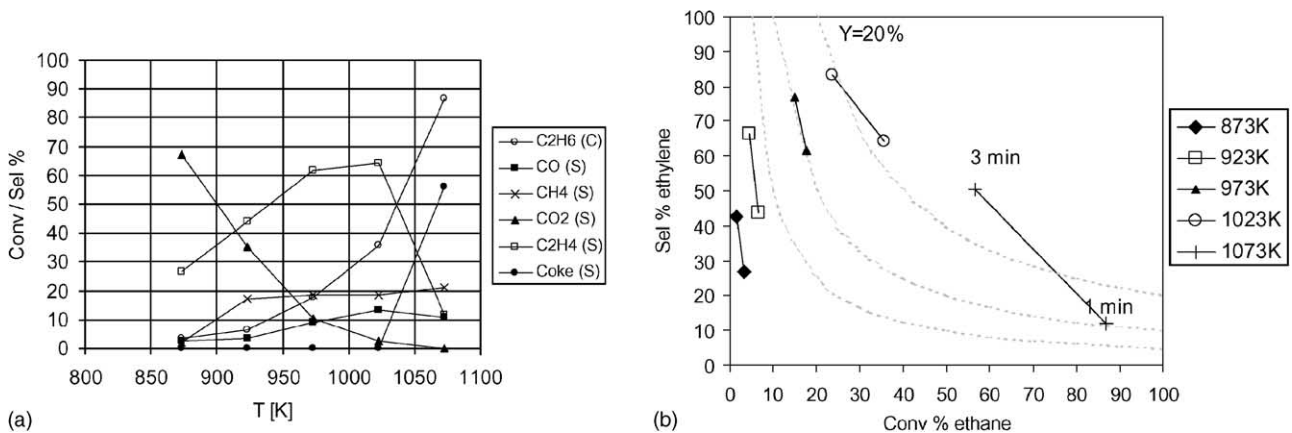 100
90
80
70
60
50
40
30
20
10
0
Conv / Sel %
800 850 900 950 1000 1050 1100
T [K]
C2H6 (C)
CO (S)
CH4 (S)
CO2 (S)
C2H4 (S)
Coke (S)
(a)
100
90
80
70
60
50
40
30
20
10
0
Sel % ethylene
Y=20%
3 min
1 min
0 10 20 30 40 50 60 70 80 90 100
Conv % ethane
873K
923K
973K
1023K
1073K
(b)